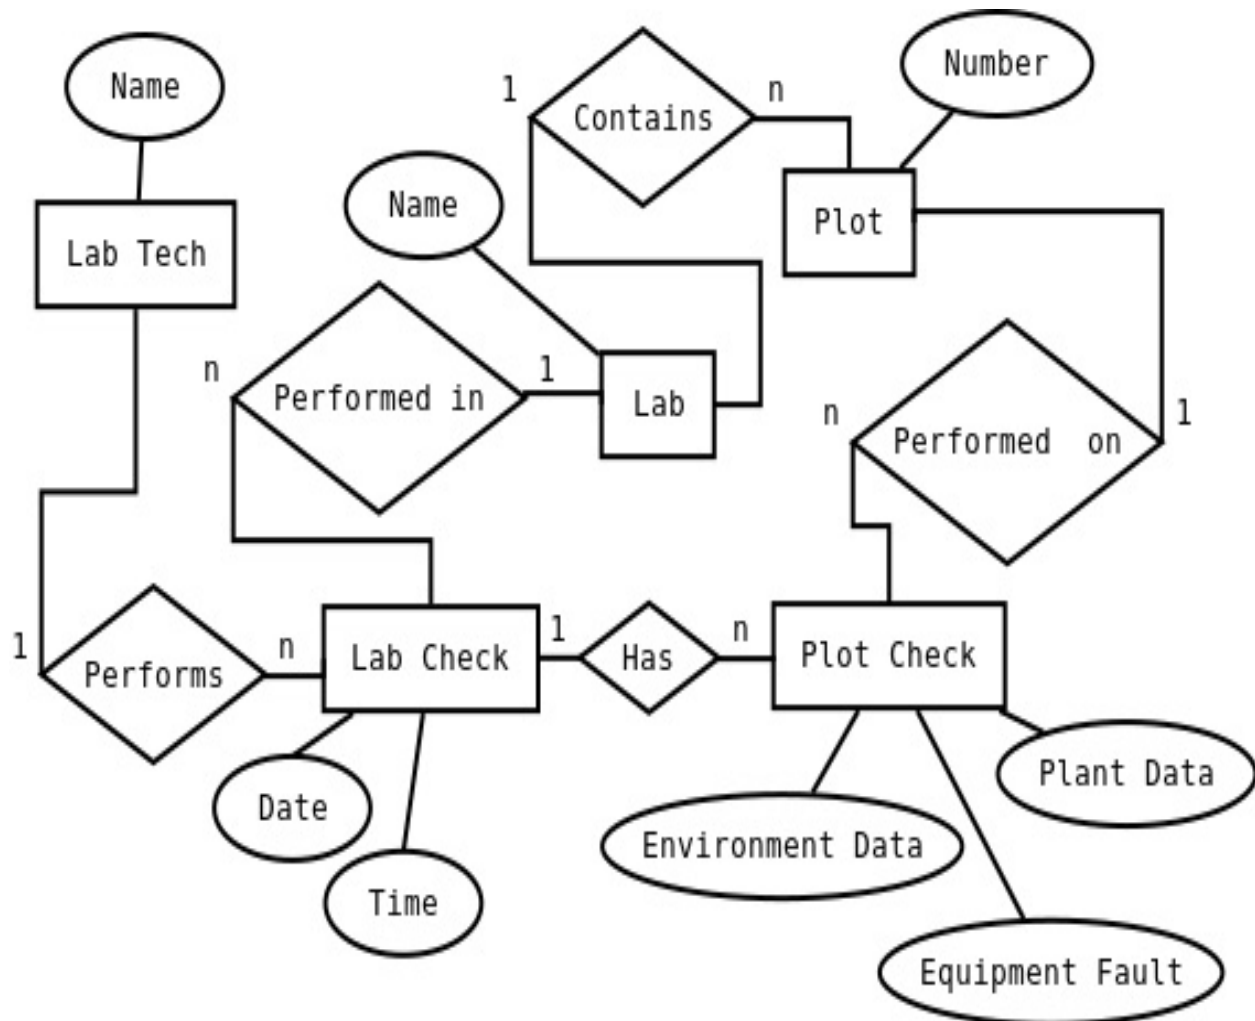 Name
Number
1
n
Contains
Name
Plot
Lab Tech
n
1
Performed in
Lab
n
1
Performed on
1
n
Performs
Lab Check
1
Has
n
Plot Check
Date
Time
Environment Data
Plant Data
Equipment Fault